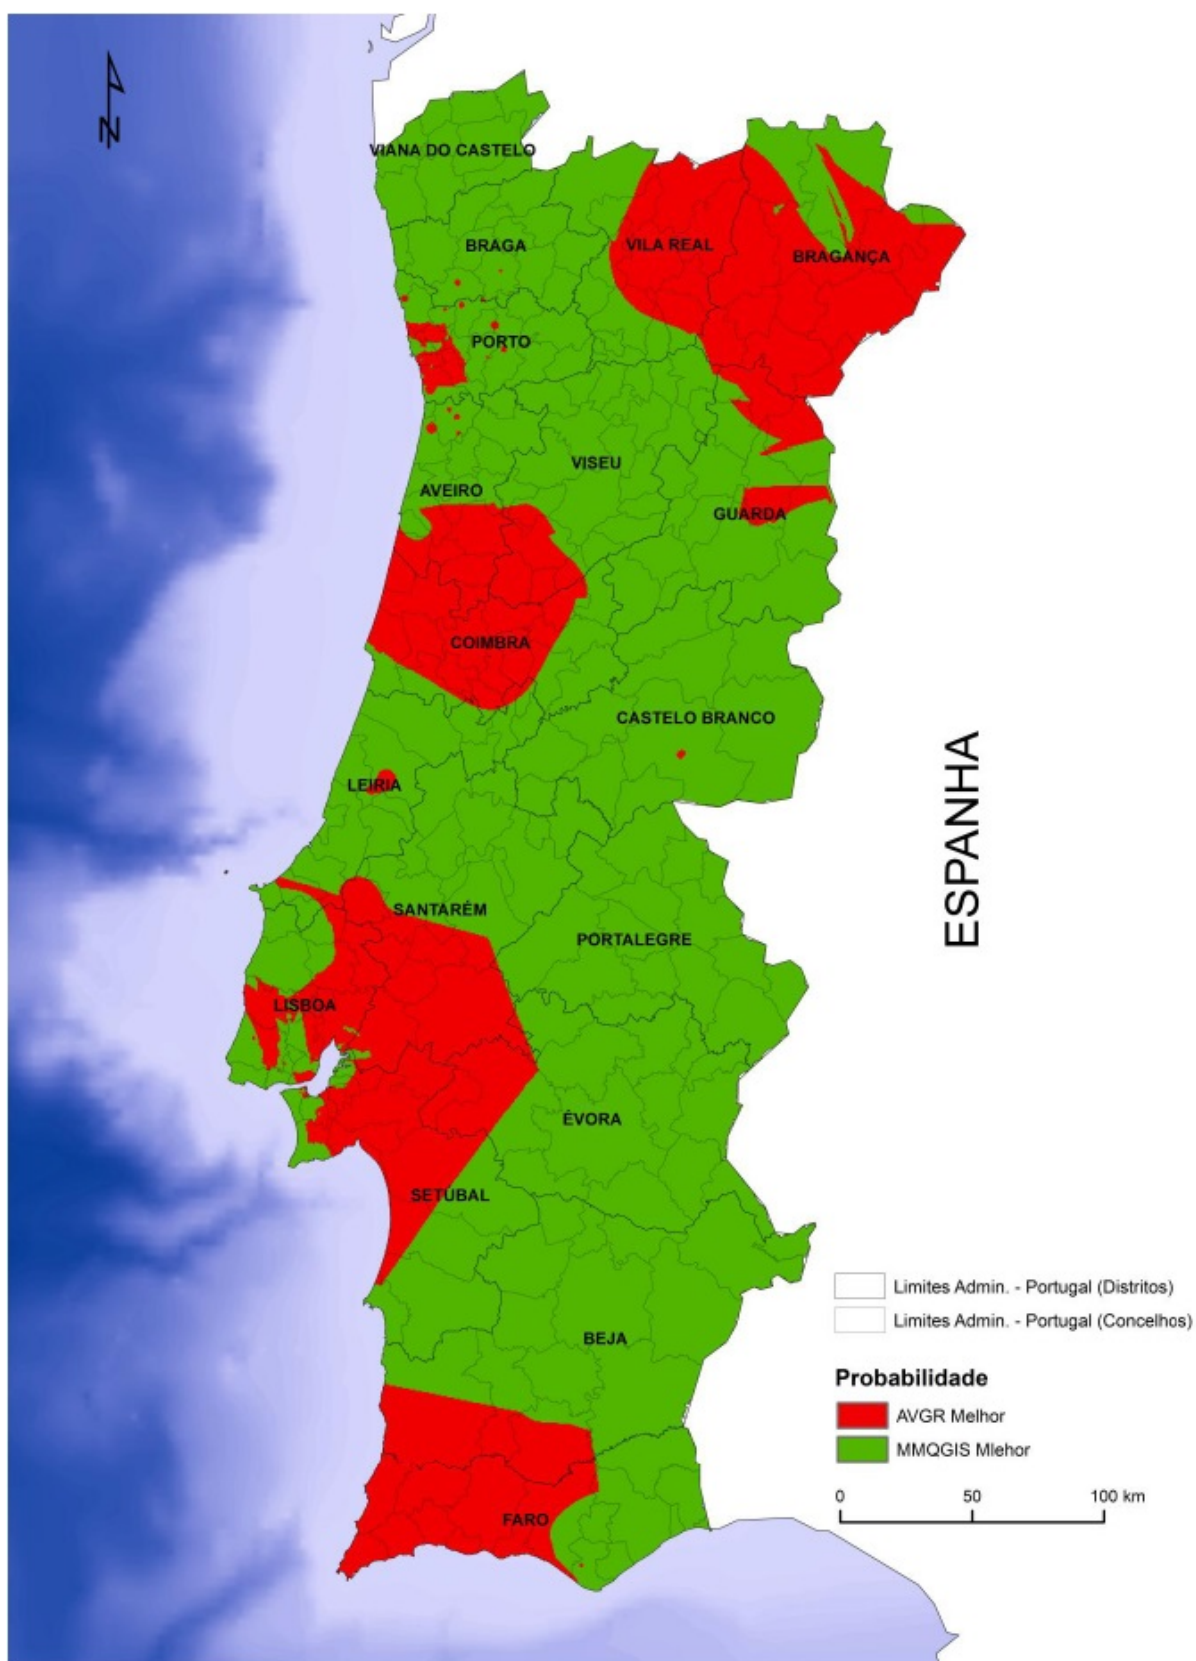 N
VIANA DO CASTELO
BRAGA
VILA REAL
BRAGANÇA
PORTO
VISEU
AVEIRO
GUARDA
COIMBRA
CASTELO BRANCO
LEIRIA
ESPANHA
SANTARÉM
PORTALEGRE
LISBOA
ÉVORA
SETUBAL
BEJA
FARO
Limites Admin. - Portugal (Distritos)
Limites Admin. - Portugal (Concelhos)
Probabilidade
AVGR Melhor
MMQGIS Mlehor
0 50 100 km